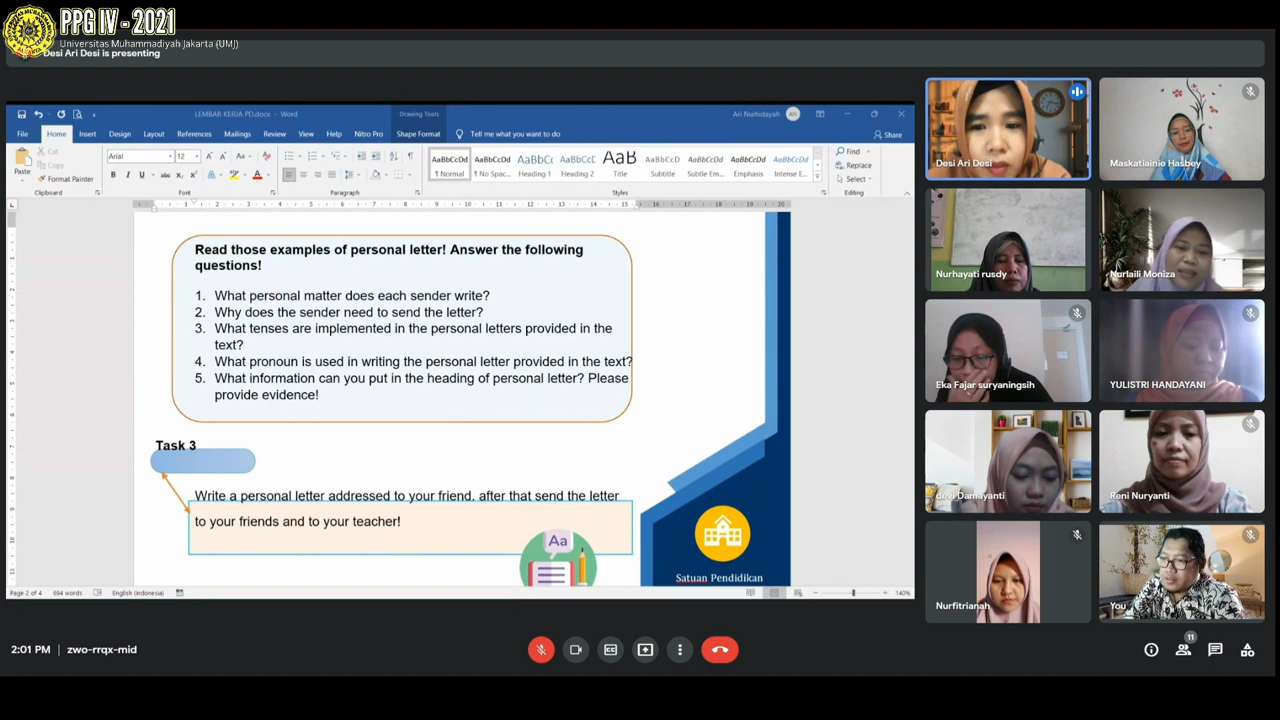 PPG IV - 2021
Universitas Muhammadiyah Jakarta (UMJ)
Desi Ari Desi is presenting
LEMBAR KERJA PD.docx - Word
Drawing Tools
Ari Nurhidayah
AN
File
Home
Insert
Design
Layout
References
Mailings
Review
View
Help
Nitro Pro
Shape Format
Tell me what you want to do
Share
Paste
Cut
Copy
Format Painter
Clipboard
Arial
12
Font
Paragraph
AaBbCcDd
¶ Normal
AaBbCcDd
¶ No Spac...
AaBbCc
Heading 1
AaBbCcD
Heading 2
AaB
Title
AaBbCcD
Subtitle
AaBbCcDd
Subtle Em...
AaBbCcDd
Emphasis
AaBbCcDd
Intense E...
Styles
Find
Replace
Select
Editing
Read those examples of personal letter! Answer the following
questions!
1. What personal matter does each sender write?
2. Why does the sender need to send the letter?
3. What tenses are implemented in the personal letters provided in the
text?
4. What pronoun is used in writing the personal letter provided in the text?
5. What information can you put in the heading of personal letter? Please
provide evidence!
Task 3
Write a personal letter addressed to your friend, after that send the letter
to your friends and to your teacher!
Aa
Satuan Pendidikan
Page 2 of 4
694 words
English (Indonesia)
140%
Desi Ari Desi
Maskatiainie Hasbey
Nurhayati rusdy
Nurlaili Moniza
Eka Fajar suryaningsih
YULISTRI HANDAYANI
devi Damayanti
Reni Nuryanti
Nurfitrianah
You
2:01 PM | zwo-rrqx-mid
11